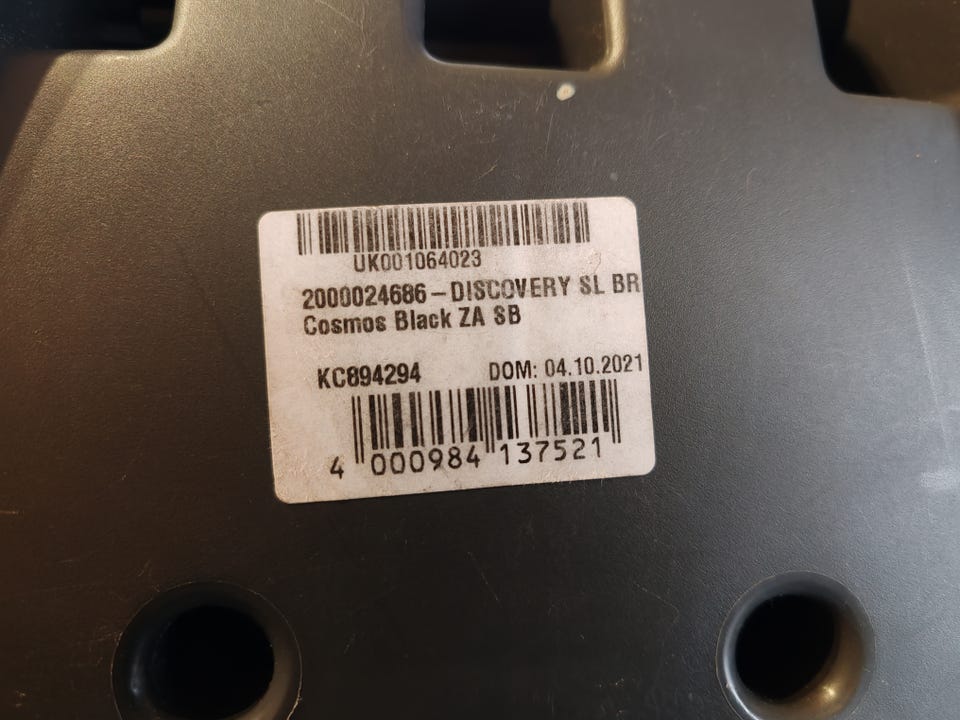 UK001064023
2000024686 – DISCOVERY SL BR
Cosmos Black ZA SB
KC894294 DOM: 04.10.2021
4 000984 137521